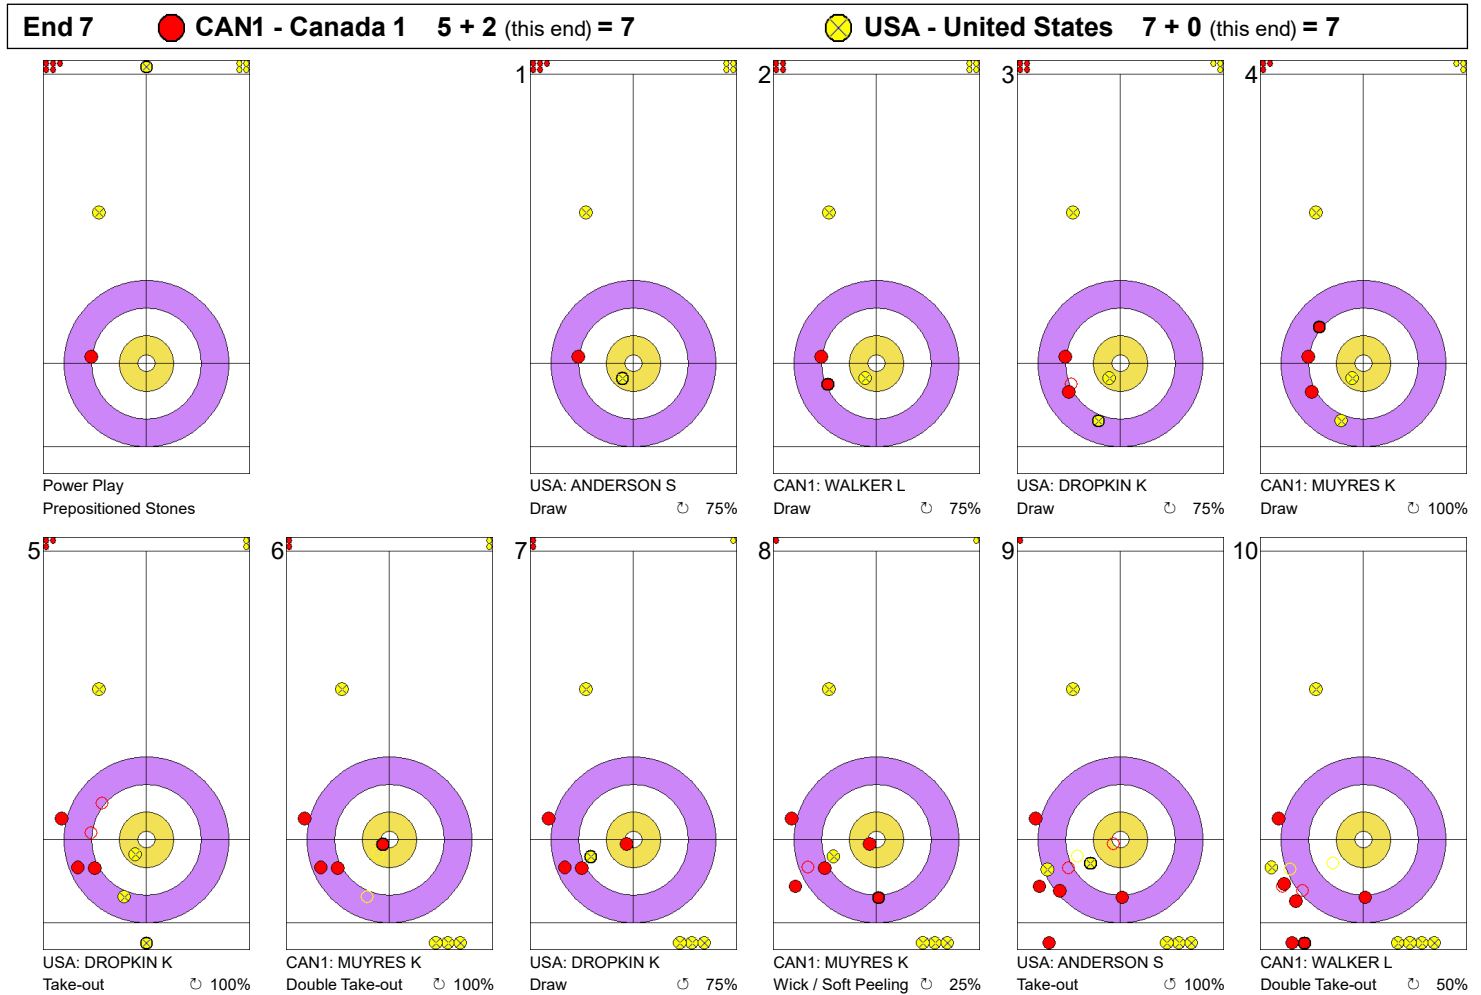 End 7 CAN1 - Canada 1 5 + 2 (this end) = 7 USA - United States 7 + 0 (this end) = 7
1 2 3 4
Power Play USA: ANDERSON S CAN1: WALKER L USA: DROPKIN K CAN1: MUYRES K
Prepositioned Stones Draw ↻ 75% Draw ↻ 75% Draw ↻ 75% Draw ↻ 100%
5 6 7 8 9 10
USA: DROPKIN K CAN1: MUYRES K USA: DROPKIN K CAN1: MUYRES K USA: ANDERSON S CAN1: WALKER L
Take-out ↻ 100% Double Take-out ↻ 100% Draw ↺ 75% Wick / Soft Peeling ↻ 25% Take-out ↻ 100% Double Take-out ↻ 50%